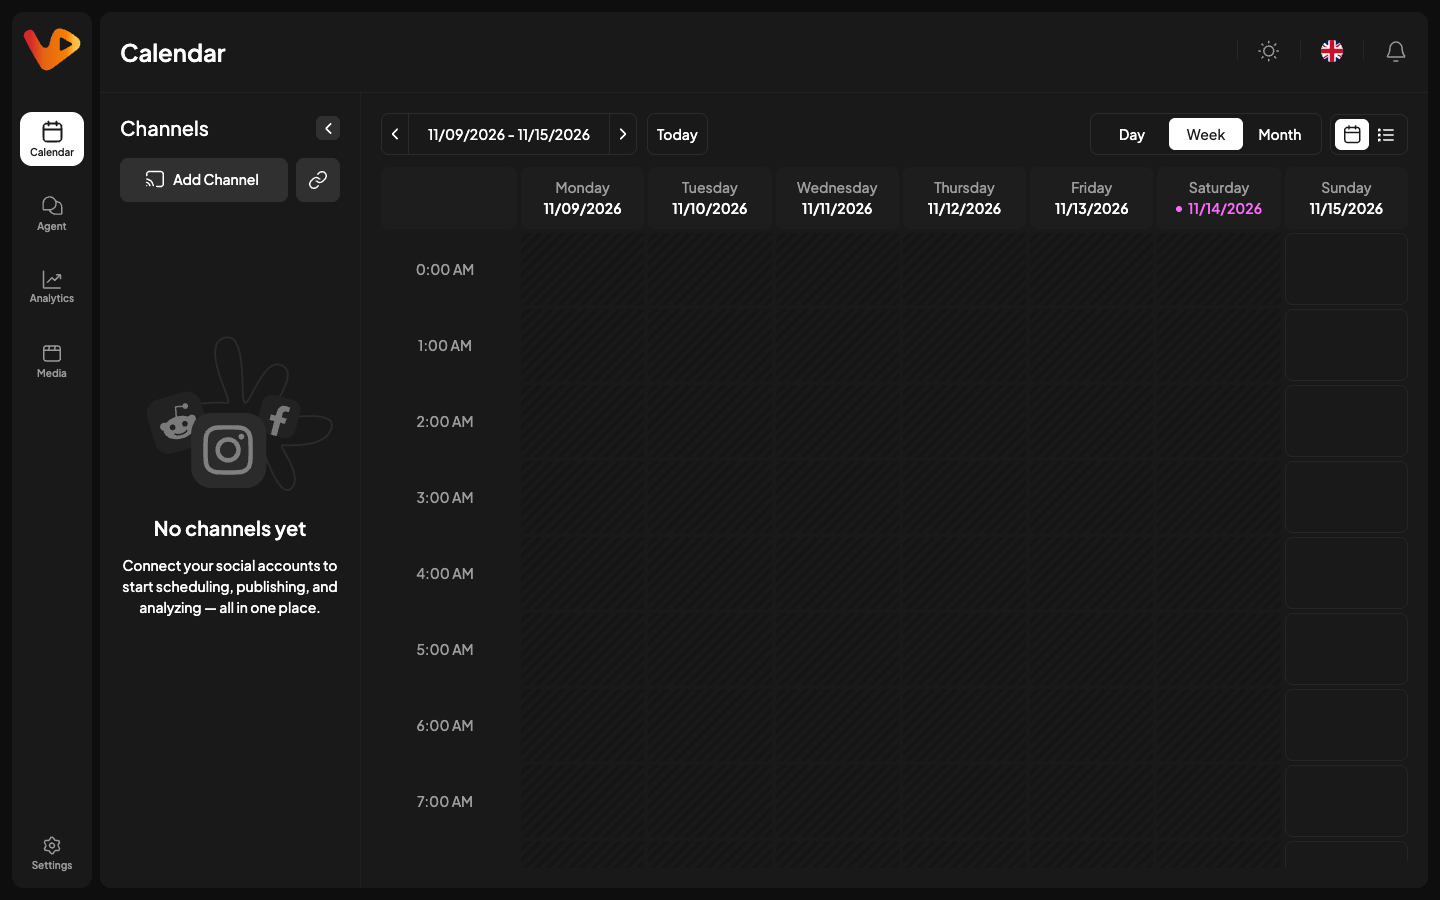 Calendar
Calendar
Agent
Analytics
Media
Settings
Channels
Add Channel
No channels yet
Connect your social accounts to
start scheduling, publishing, and
analyzing — all in one place.
11/09/2026 - 11/15/2026
Today
Day
Week
Month
Monday
11/09/2026
Tuesday
11/10/2026
Wednesday
11/11/2026
Thursday
11/12/2026
Friday
11/13/2026
Saturday
11/14/2026
Sunday
11/15/2026
0:00 AM
1:00 AM
2:00 AM
3:00 AM
4:00 AM
5:00 AM
6:00 AM
7:00 AM